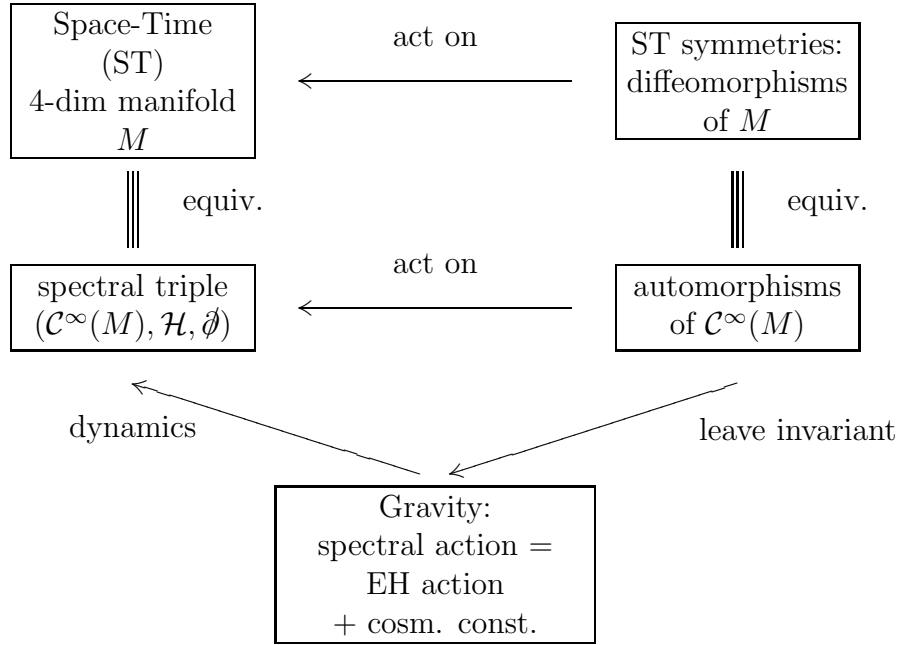 Space-Time
(ST)
4-dim manifold
M
act on
ST symmetries:
diffeomorphisms
of M
equiv.
equiv.
spectral triple
(𝒞^∞(M), ℋ, ∂̸)
act on
automorphisms
of 𝒞^∞(M)
dynamics
leave invariant
Gravity:
spectral action =
EH action
+ cosm. const.